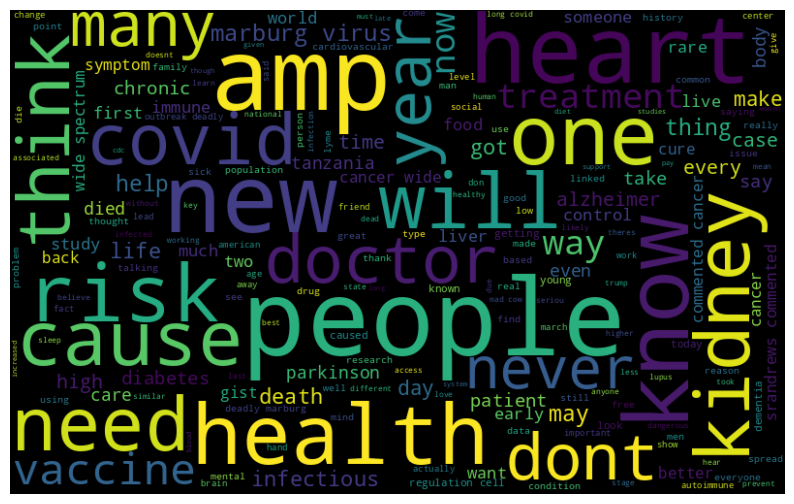 change
point
many
think
wide spectrum
symptom
die
doesnt
family
chronic
though
learn
marburg virus
cardiovascular
given
said
world
amp
year
now
must
late
come
long covid
someone
history
center
give
heart
treatment
rare
body
level
common
man
human
social
saying
live
make
first
immune
outbreak deadly
covid
associated
cdc
national
person
infection
lyme
time
tanzania
food
use
diet
studies
got
thing
case
really
issue
cure
take
every
say
one
help
sick
population
cancer wide
new
will
without
infected
key
friend
dead
don
healthy
support
pay
mean
linked
alzheimer
died
thought
lead
study
life
working
back
problem
much
talking
american
great
doctor
type
good
low
liver
getting
likely
control
made
theres
way
even
know
kidney
commented cancer
cancer
srandrews commented
two
age
away
thank
based
work
young
real
known
risk
believe
fact
see
drug
state
mad cow
seriou
find
trump
people
best
caused
march
higher
today
reason
cause
sleep
research
access
never
less
lupus
took
dementia
increased
high
diabetes
parkinson
similar
last
well
different
system
day
still
anyone
dangerous
using
care
gist
death
love
patient
free
look
men
spread
need
health
deadly marburg
mind
early
may
show
hear
everyone
blood
hand
data
important
dont
vaccine
infectious
actually
want
better
mental
brain
regulation cell
condition
stage
autoimmune
prevent